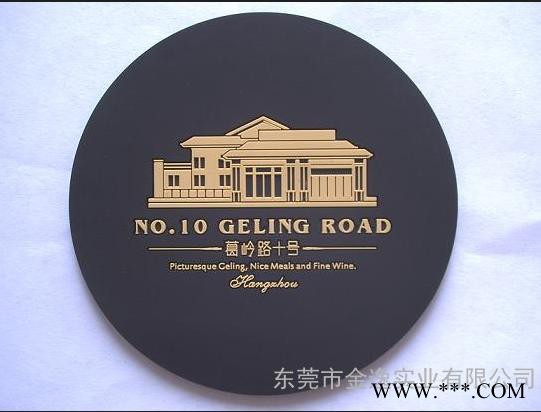 NO.10 GELING ROAD
葛岭路十号
Picturesque Geling, Nice Meals and Fine Wine.
Hangzhou
东莞市金逸实业有限公司
www.***.COM